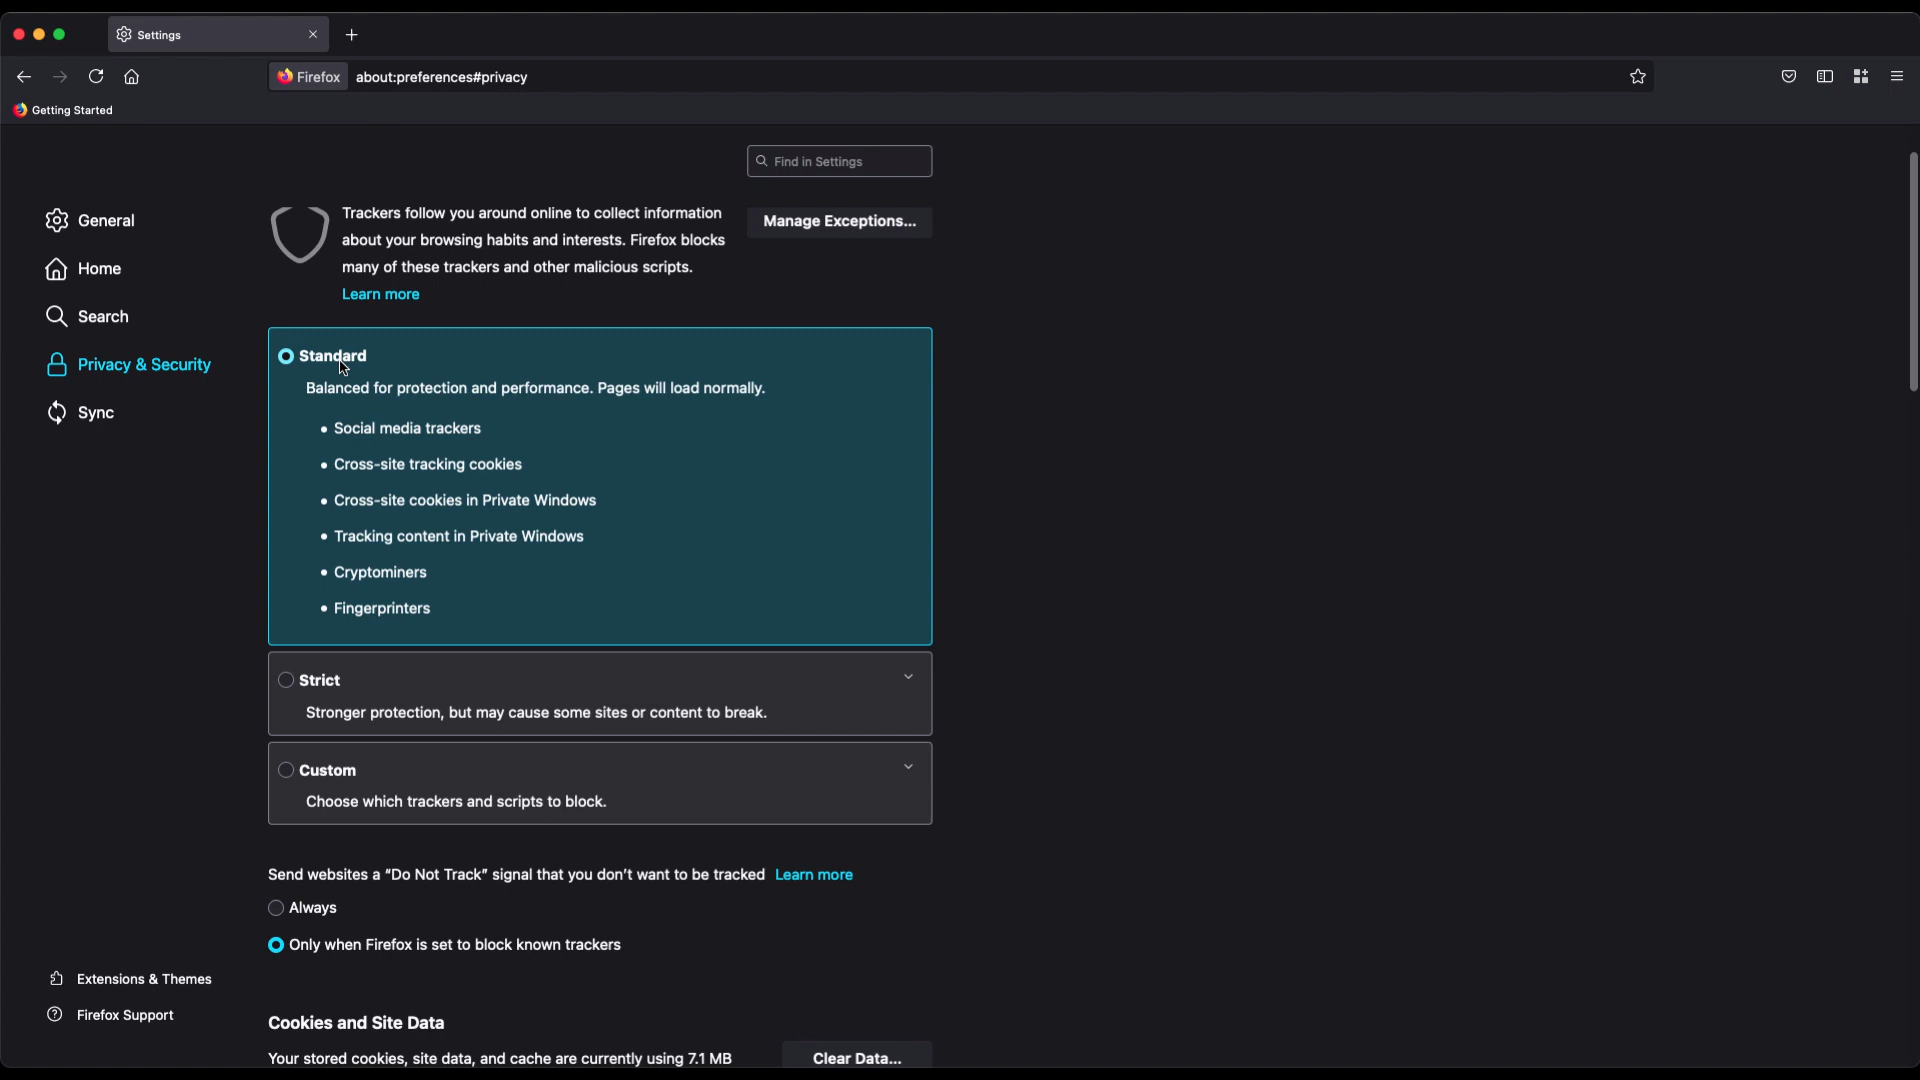 Settings
Firefox about:preferences#privacy
Getting Started
Find in Settings
General
Home
Search
Privacy & Security
Sync
Trackers follow you around online to collect information
about your browsing habits and interests. Firefox blocks
many of these trackers and other malicious scripts.
Learn more
Manage Exceptions...
Standard
Balanced for protection and performance. Pages will load normally.
• Social media trackers
• Cross-site tracking cookies
• Cross-site cookies in Private Windows
• Tracking content in Private Windows
• Cryptominers
• Fingerprinters
Strict
Stronger protection, but may cause some sites or content to break.
Custom
Choose which trackers and scripts to block.
Send websites a “Do Not Track” signal that you don’t want to be tracked Learn more
Always
Only when Firefox is set to block known trackers
Extensions & Themes
Firefox Support
Cookies and Site Data
Your stored cookies, site data, and cache are currently using 7.1 MB
Clear Data...